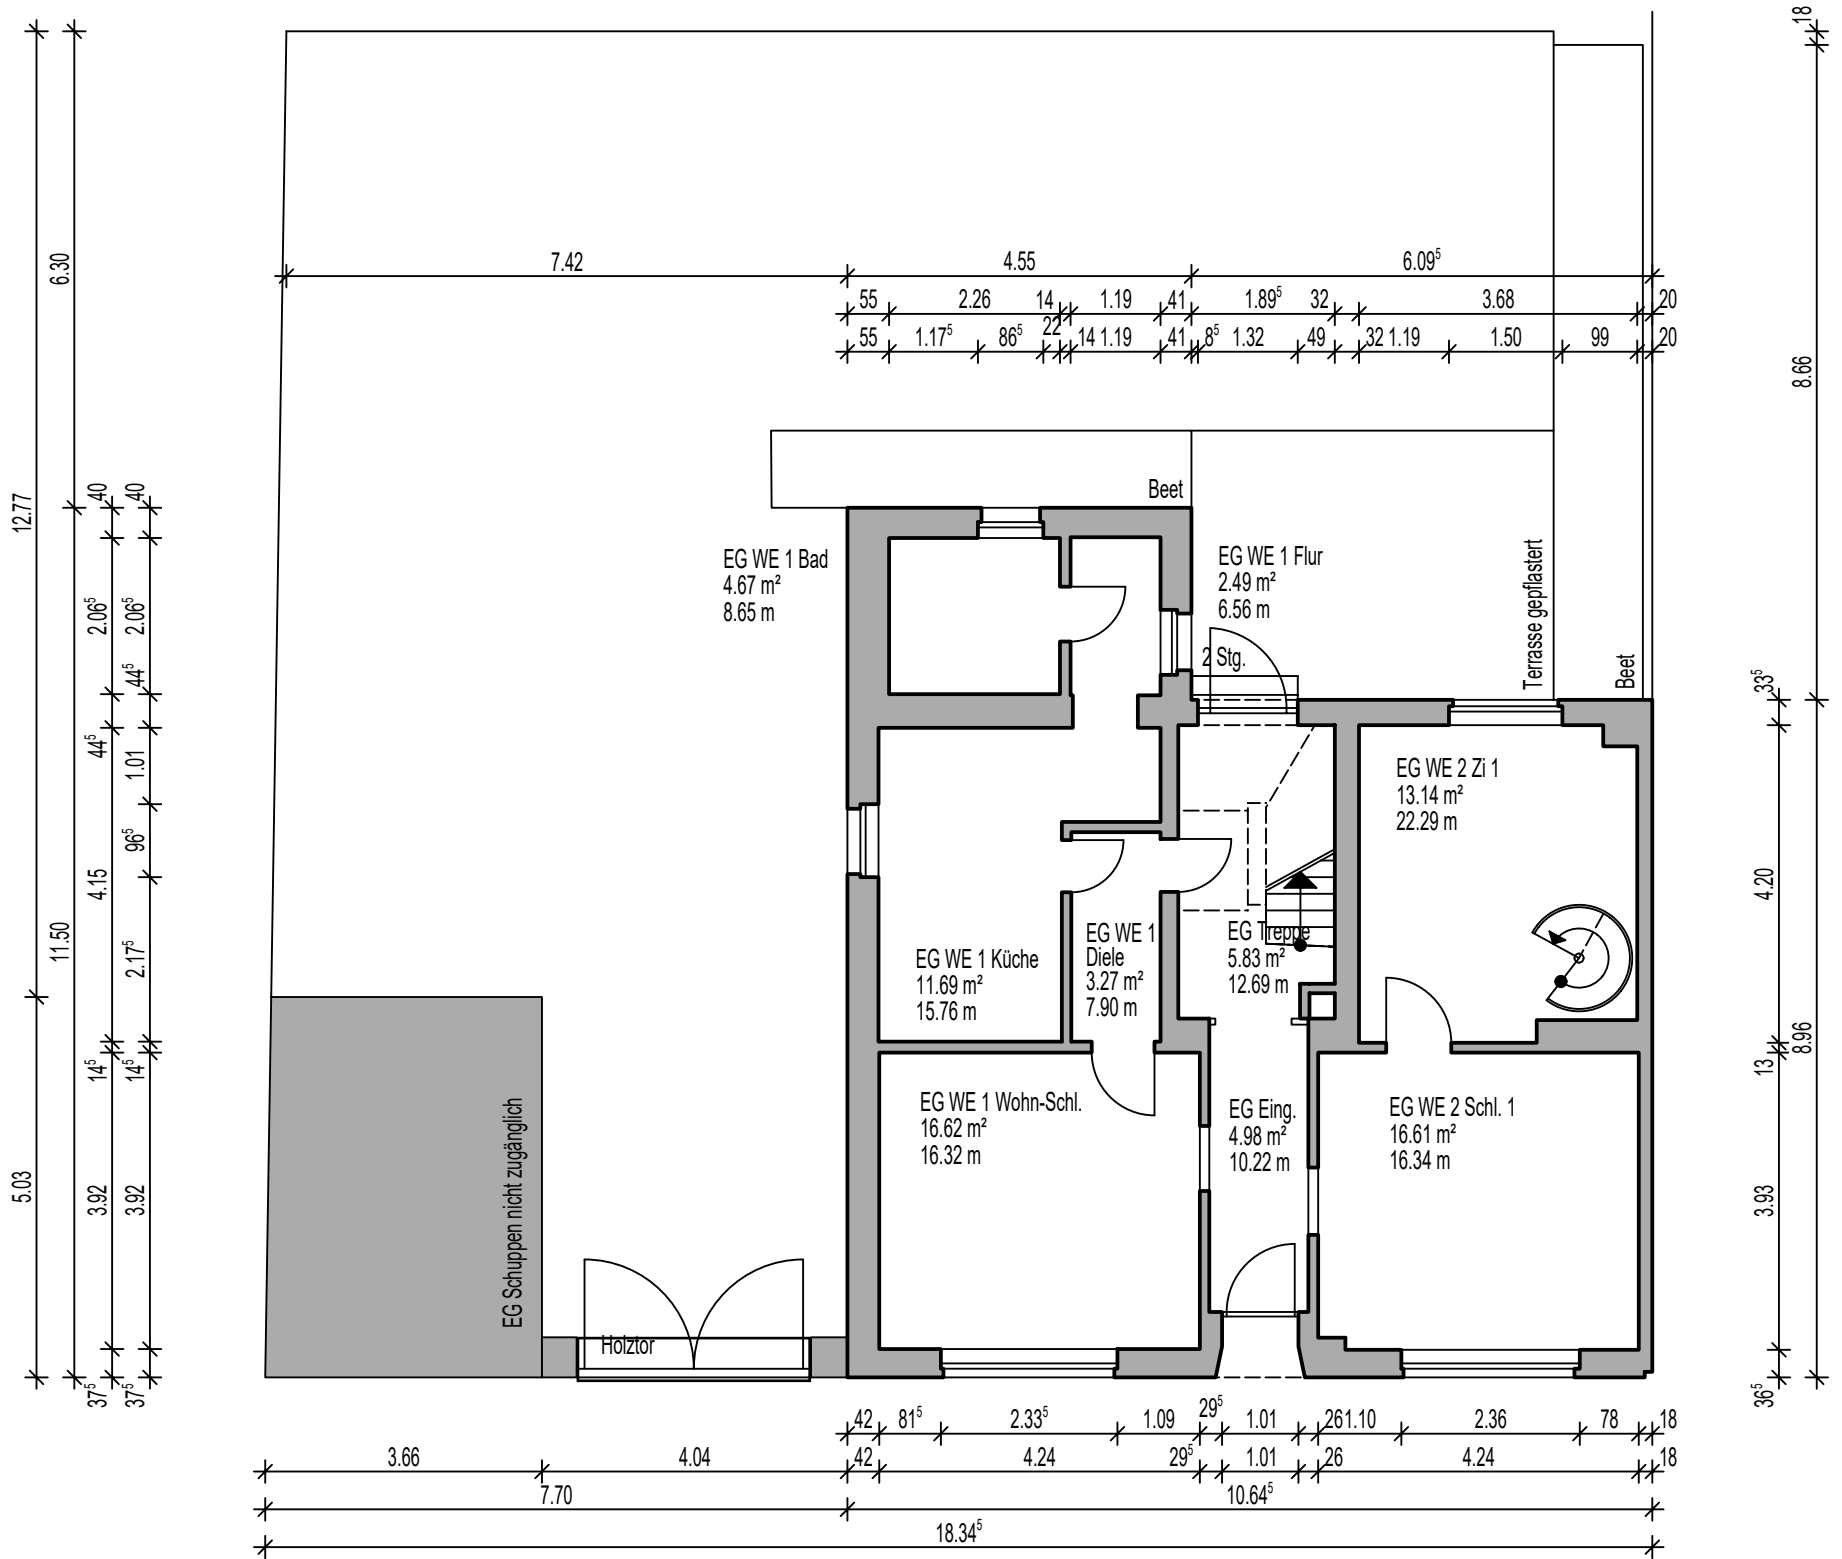 18
7.42
4.55
6.09⁵
55
2.26
14
1.19
41
1.89⁵
32
3.68
20
55
1.17⁵
86⁵
22
14
1.19
41
8⁵
1.32
49
32
1.19
1.50
99
20
12.77
5.03
6.30
11.50
40
2.06⁵
44⁵
4.15
14⁵
3.92
37⁵
40
2.06⁵
44⁵
1.01
96⁵
2.17⁵
14⁵
3.92
37⁵
8.66
8.96
33⁵
4.20
13
3.93
36⁵
Beet
EG WE 1 Bad
4.67 m²
8.65 m
EG WE 1 Flur
2.49 m²
6.56 m
2 Stg.
Terrasse gepflastert
Beet
EG WE 2 Zi 1
13.14 m²
22.29 m
EG WE 1 Küche
11.69 m²
15.76 m
EG WE 1
Diele
3.27 m²
7.90 m
EG Treppe
5.83 m²
12.69 m
EG WE 1 Wohn-Schl.
16.62 m²
16.32 m
EG Eing.
4.98 m²
10.22 m
EG WE 2 Schl. 1
16.61 m²
16.34 m
EG Schuppen nicht zugänglich
Holztor
42
81⁵
2.33⁵
1.09
29⁵
1.01
26
1.10
2.36
78
18
3.66
4.04
42
4.24
29⁵
1.01
26
4.24
18
7.70
10.64⁵
18.34⁵